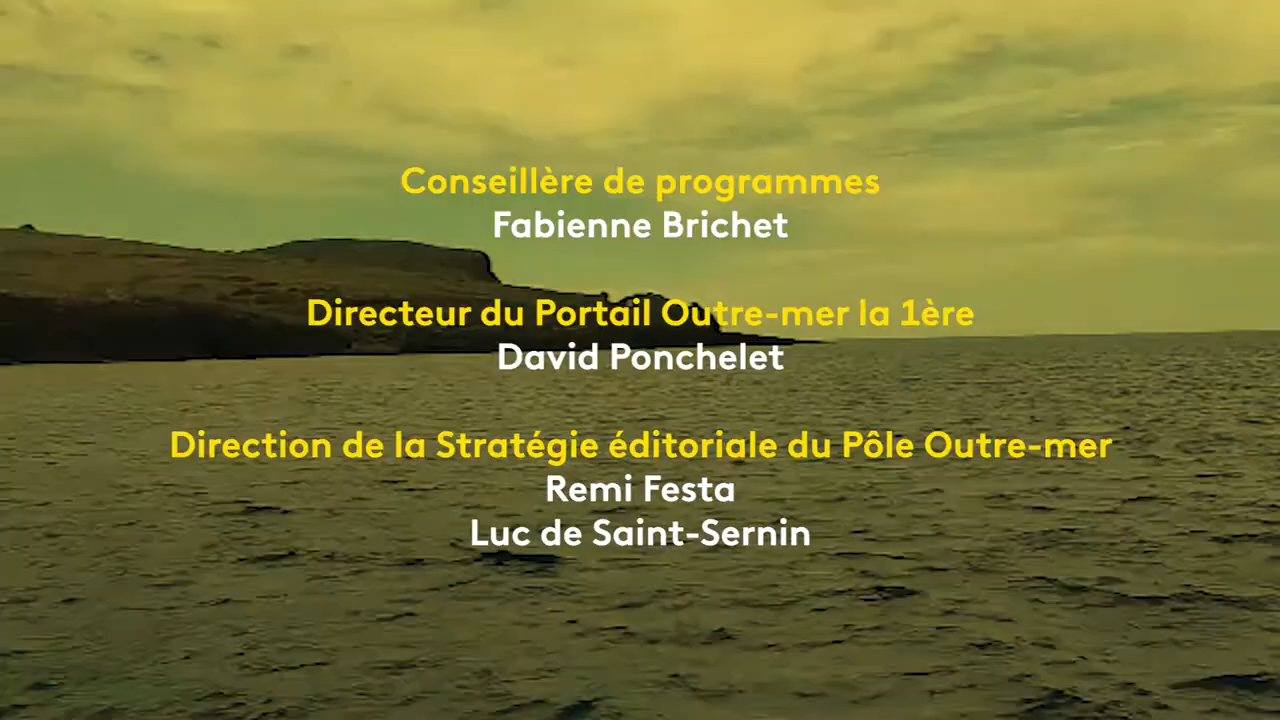 Conseillère de programmes
Fabienne Brichet
Directeur du Portail Outre-mer la 1ère
David Ponchelet
Direction de la Stratégie éditoriale du Pôle Outre-mer
Remi Festa
Luc de Saint-Sernin